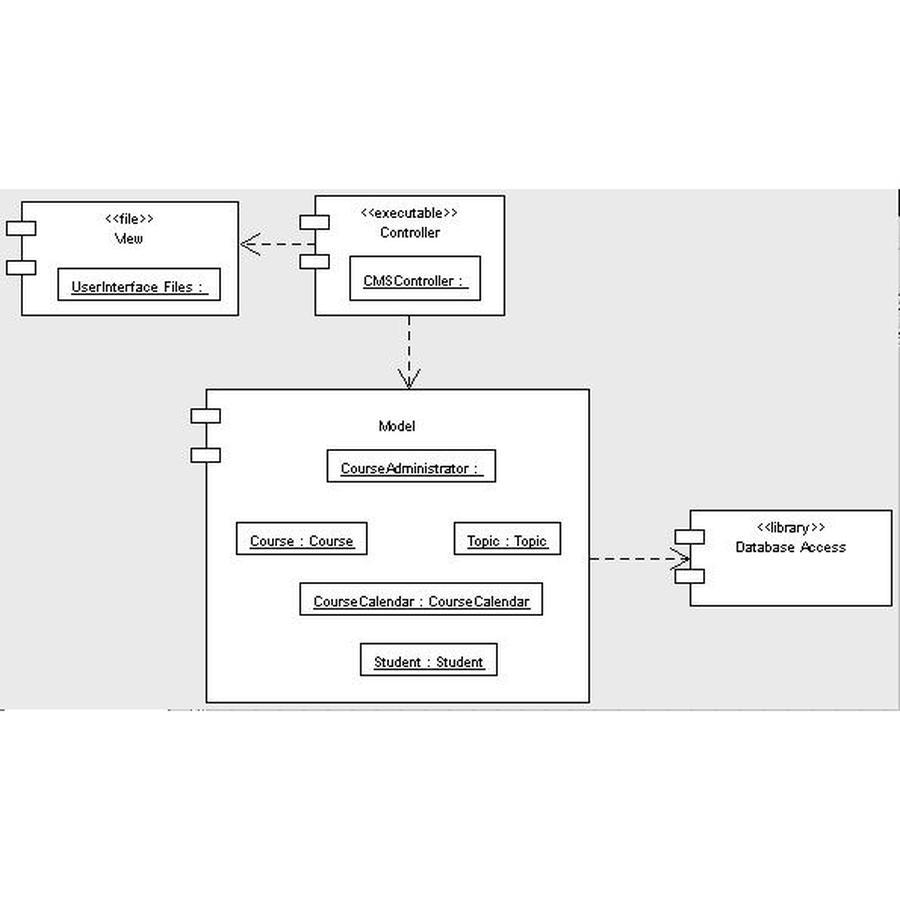 <<file>>
View
UserInterface Files :
<<executable>>
Controller
CMSController :
Model
CourseAdministrator :
Course : Course
Topic : Topic
CourseCalendar : CourseCalendar
Student : Student
<<library>>
Database Access